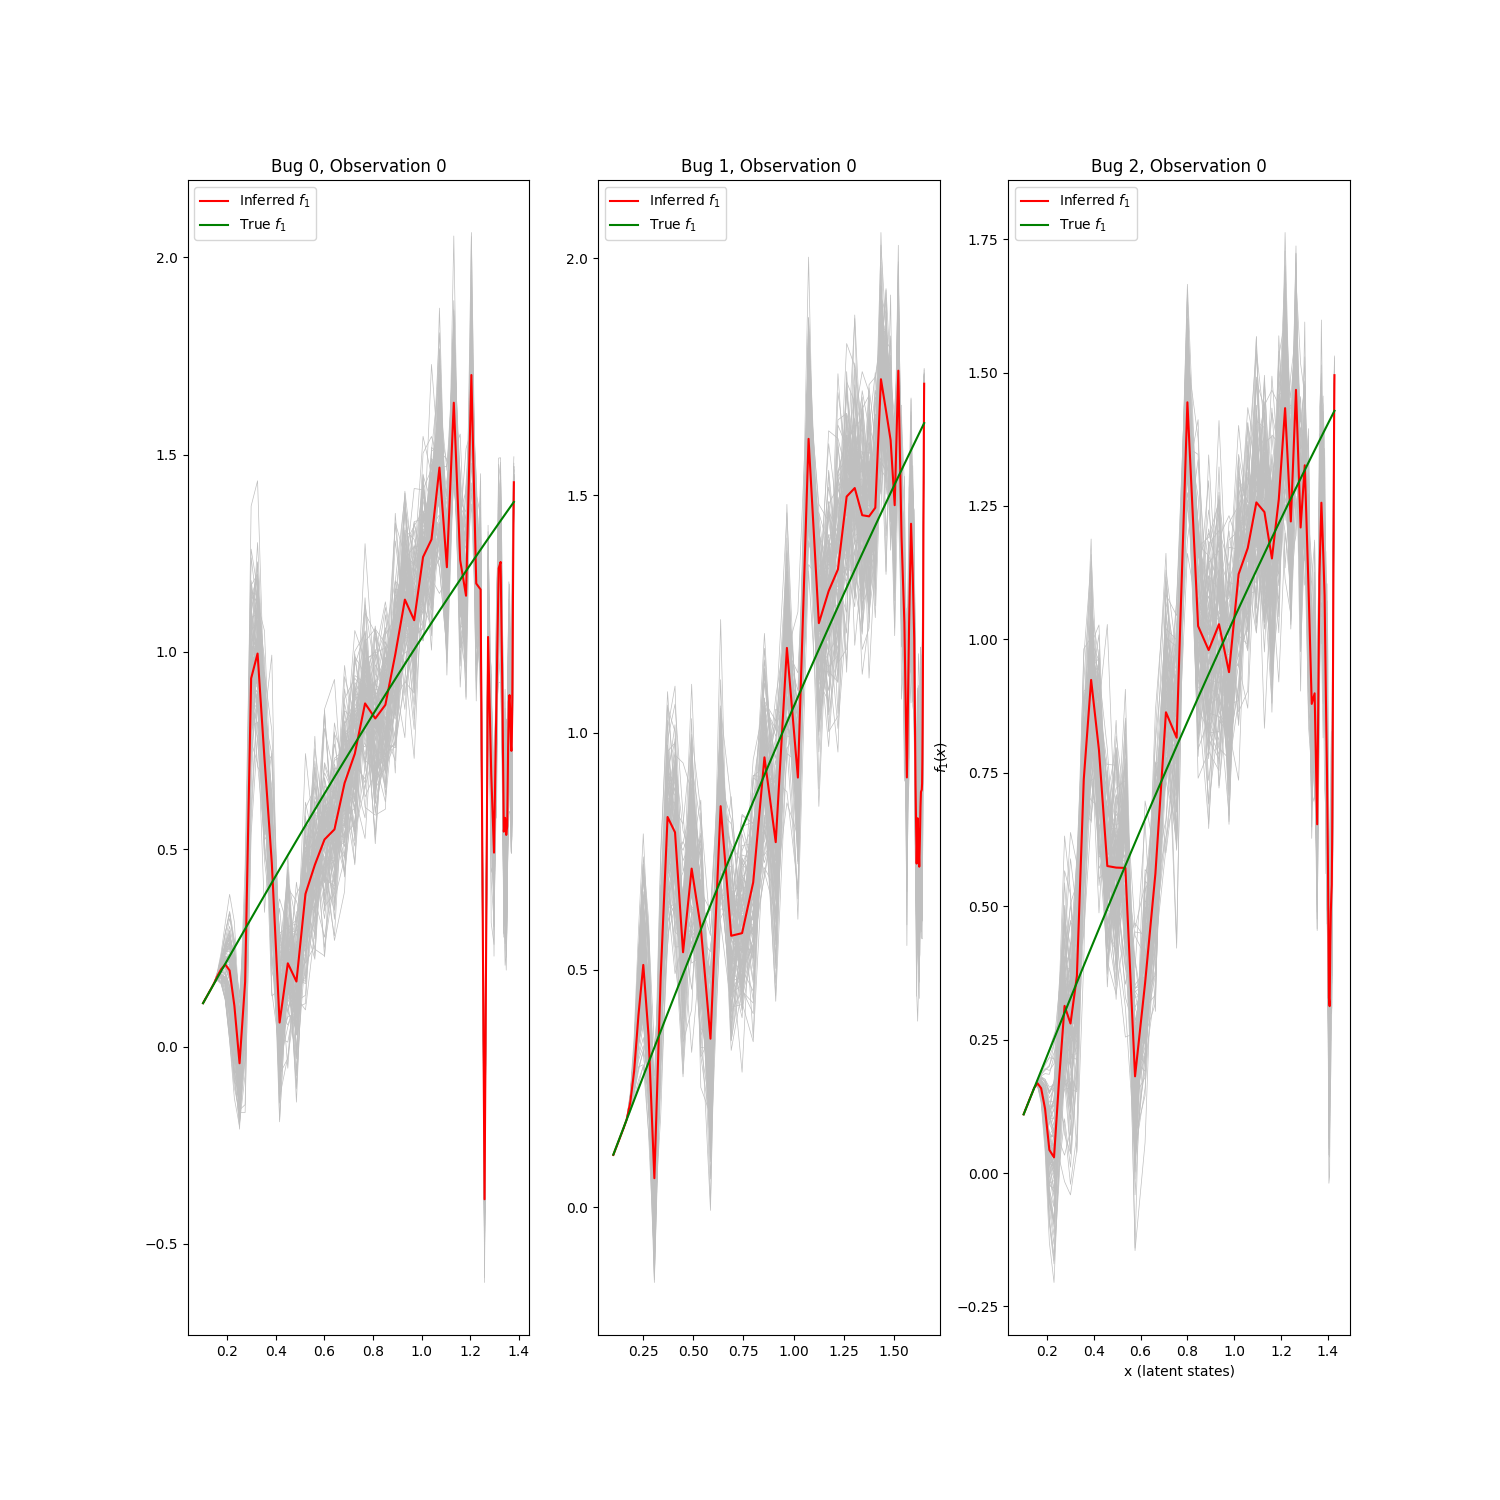 Bug 0, Observation 0
Inferred f₁
True f₁
2.0
1.5
1.0
0.5
0.0
−0.5
0.2 0.4 0.6 0.8 1.0 1.2 1.4
Bug 1, Observation 0
Inferred f₁
True f₁
2.0
1.5
1.0
0.5
0.0
0.25 0.50 0.75 1.00 1.25 1.50
Bug 2, Observation 0
Inferred f₁
True f₁
f₁(x)
1.75
1.50
1.25
1.00
0.75
0.50
0.25
0.00
−0.25
0.2 0.4 0.6 0.8 1.0 1.2 1.4
x (latent states)